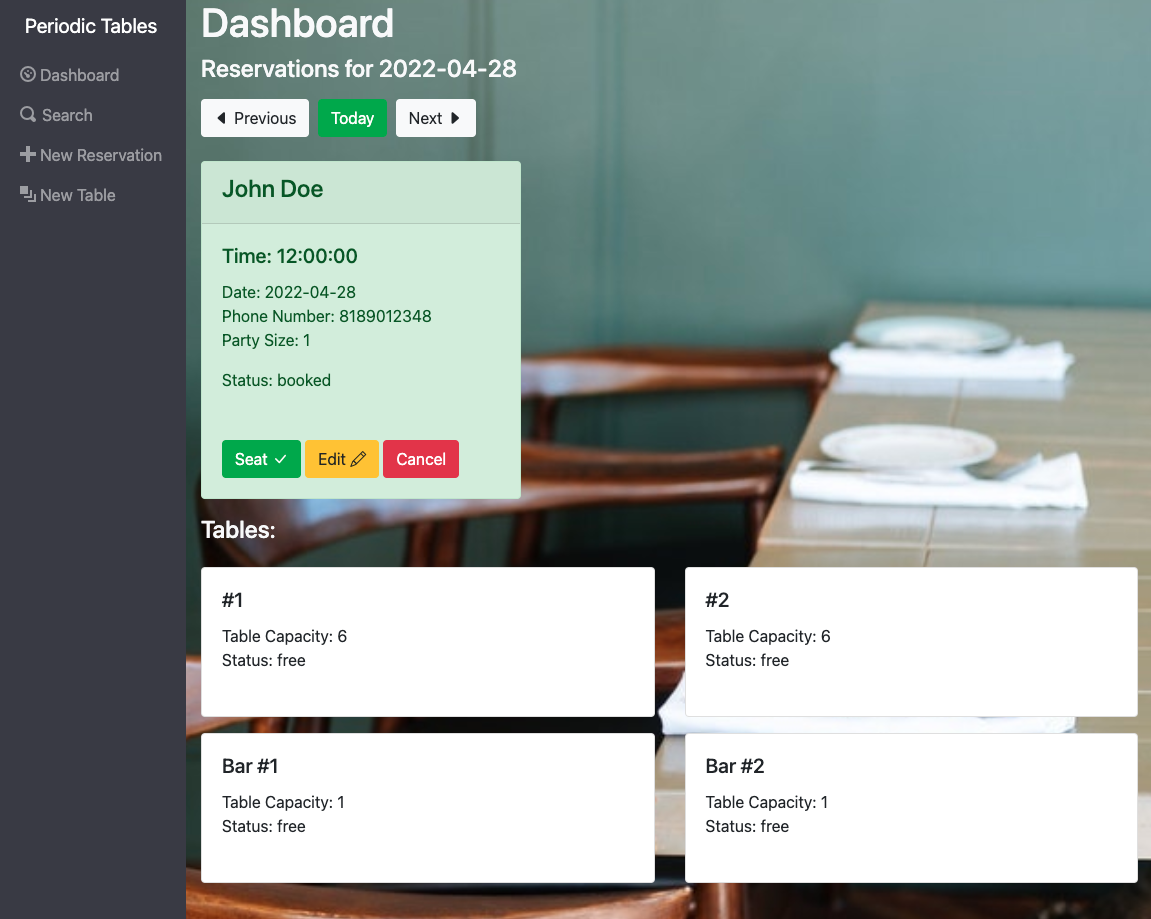 Periodic Tables
Dashboard
Search
New Reservation
New Table
Dashboard
Reservations for 2022-04-28
Previous
Today
Next
John Doe
Time: 12:00:00
Date: 2022-04-28
Phone Number: 8189012348
Party Size: 1
Status: booked
Seat
Edit
Cancel
Tables:
#1
Table Capacity: 6
Status: free
#2
Table Capacity: 6
Status: free
Bar #1
Table Capacity: 1
Status: free
Bar #2
Table Capacity: 1
Status: free